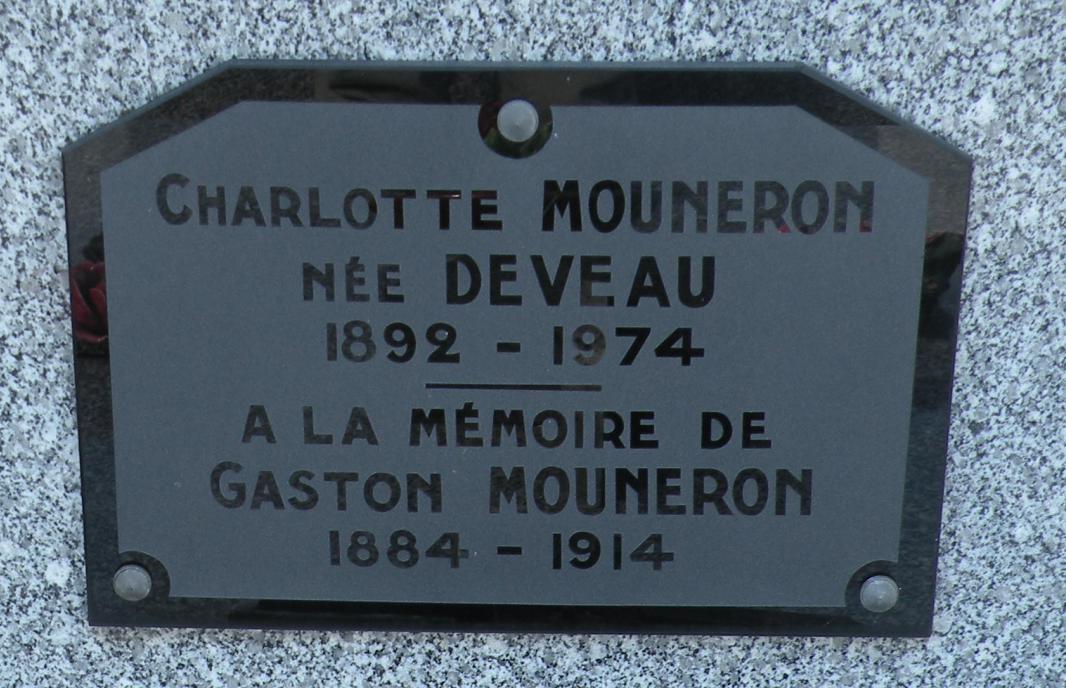 CHARLOTTE MOUNERON
NÉE DEVEAU
1892 - 1974
A LA MÉMOIRE DE
GASTON MOUNERON
1884 - 1914